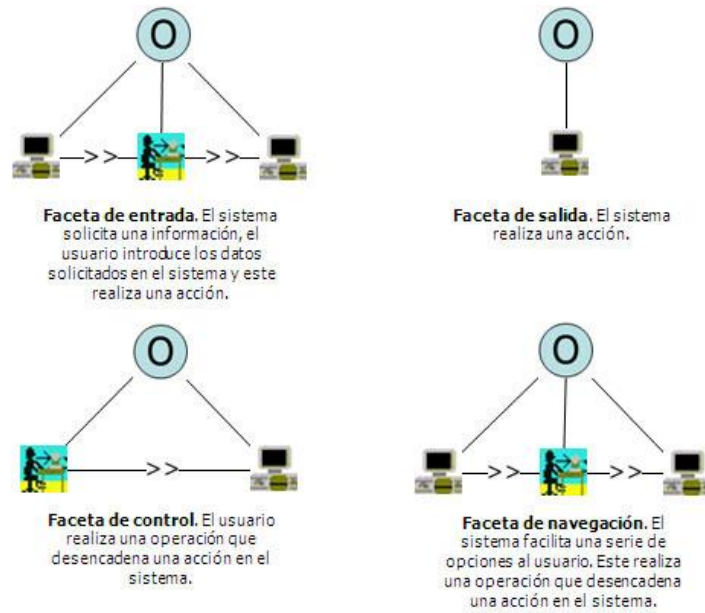 O
>>
>>
Faceta de entrada. El sistema
solicita una información, el
usuario introduce los datos
solicitados en el sistema y este
realiza una acción.
O
Faceta de salida. El sistema
realiza una acción.
O
>>
Faceta de control. El usuario
realiza una operación que
desencadena una acción en el
sistema.
O
>>
>>
Faceta de navegación. El
sistema facilita una serie de
opciones al usuario. Este realiza
una operación que desencadena
una acción en el sistema.